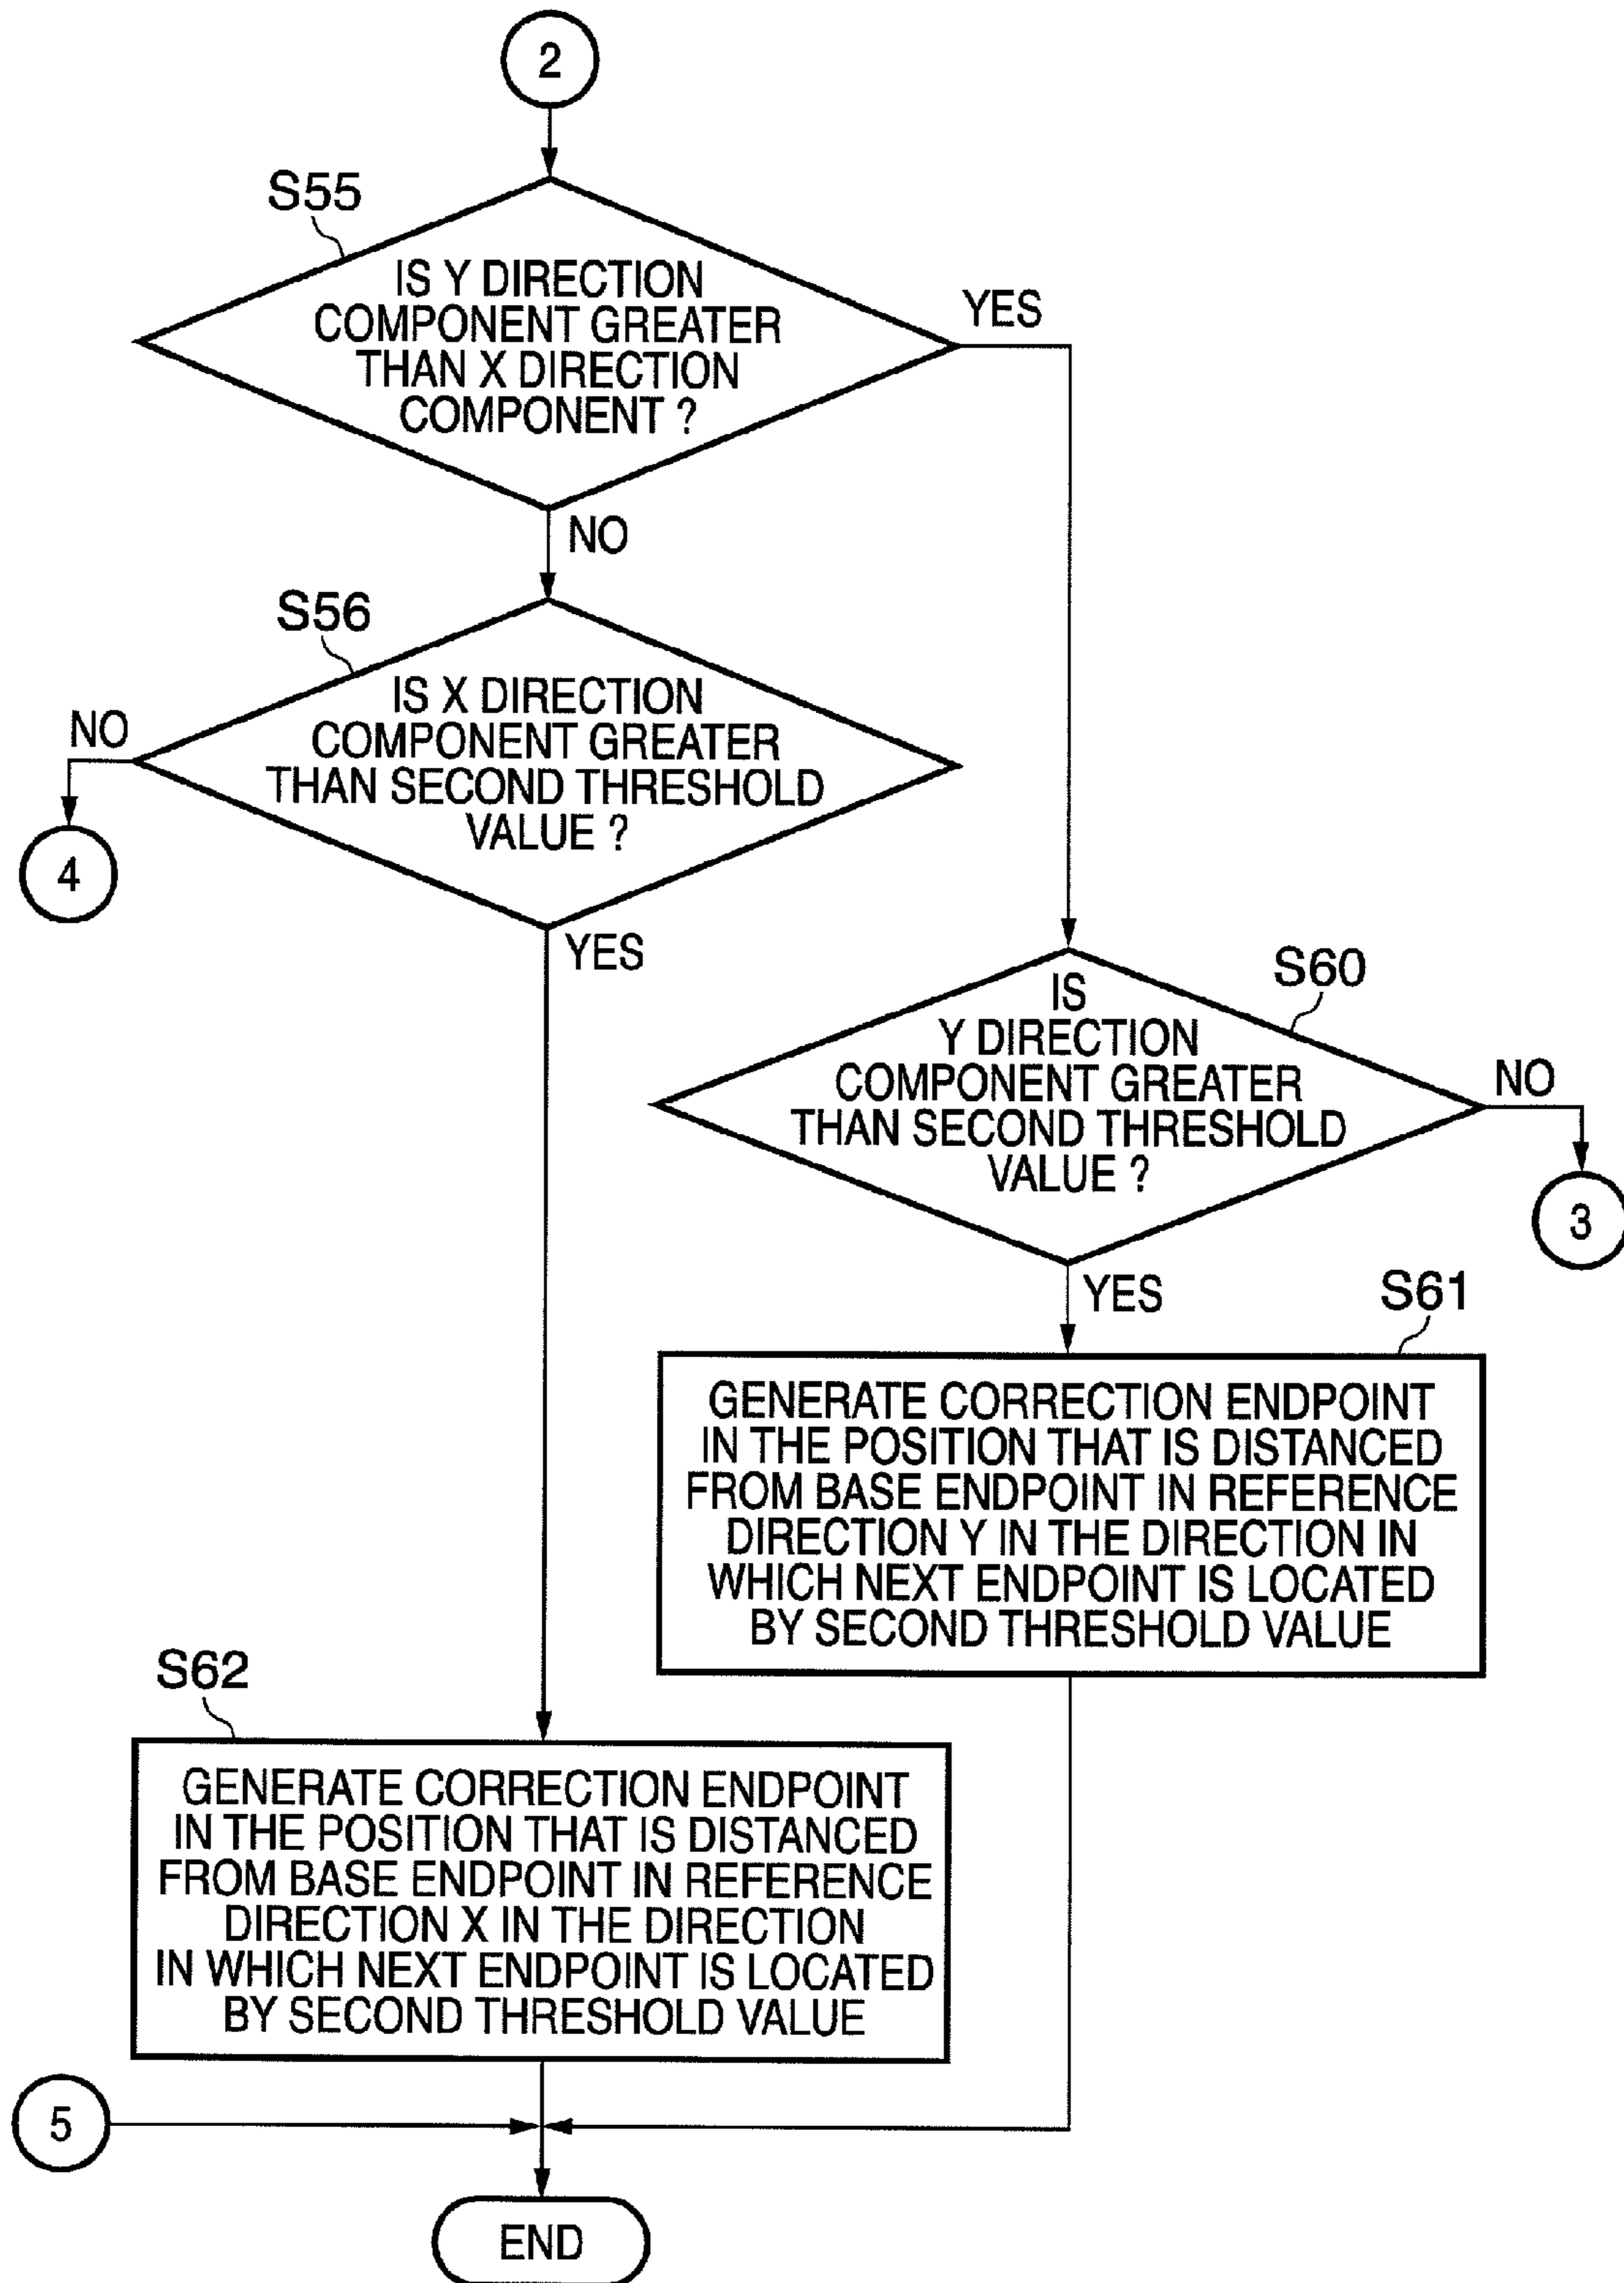 2
S55
IS Y DIRECTION
COMPONENT GREATER
THAN X DIRECTION
COMPONENT ?
YES
NO
S56
IS X DIRECTION
COMPONENT GREATER
THAN SECOND THRESHOLD
VALUE ?
NO
4
YES
S60
IS
Y DIRECTION
COMPONENT GREATER
THAN SECOND THRESHOLD
VALUE ?
NO
3
YES
S61
GENERATE CORRECTION ENDPOINT
IN THE POSITION THAT IS DISTANCED
FROM BASE ENDPOINT IN REFERENCE
DIRECTION Y IN THE DIRECTION IN
WHICH NEXT ENDPOINT IS LOCATED
BY SECOND THRESHOLD VALUE
S62
GENERATE CORRECTION ENDPOINT
IN THE POSITION THAT IS DISTANCED
FROM BASE ENDPOINT IN REFERENCE
DIRECTION X IN THE DIRECTION
IN WHICH NEXT ENDPOINT IS LOCATED
BY SECOND THRESHOLD VALUE
5
END